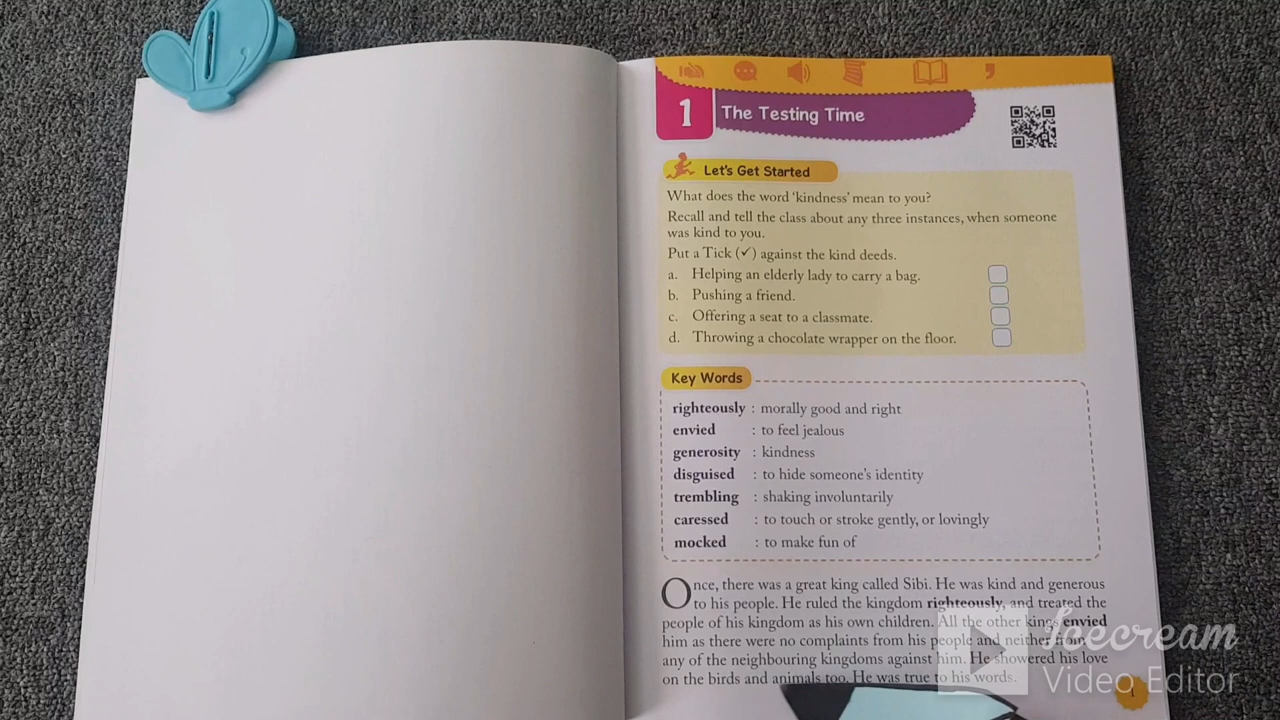 1 The Testing Time
Let's Get Started
What does the word 'kindness' mean to you?
Recall and tell the class about any three instances, when someone
was kind to you.
Put a Tick (✓) against the kind deeds.
a. Helping an elderly lady to carry a bag.
b. Pushing a friend.
c. Offering a seat to a classmate.
d. Throwing a chocolate wrapper on the floor.
Key Words
righteously : morally good and right
envied : to feel jealous
generosity : kindness
disguised : to hide someone's identity
trembling : shaking involuntarily
caressed : to touch or stroke gently, or lovingly
mocked : to make fun of
Once, there was a great king called Sibi. He was kind and generous
to his people. He ruled the kingdom righteously, and treated the
people of his kingdom as his own children. All the other kings envied
him as there were no complaints from his people and neither from
any of the neighbouring kingdoms against him. He showered his love
on the birds and animals too. He was true to his words.
1
Icecream
Video Editor